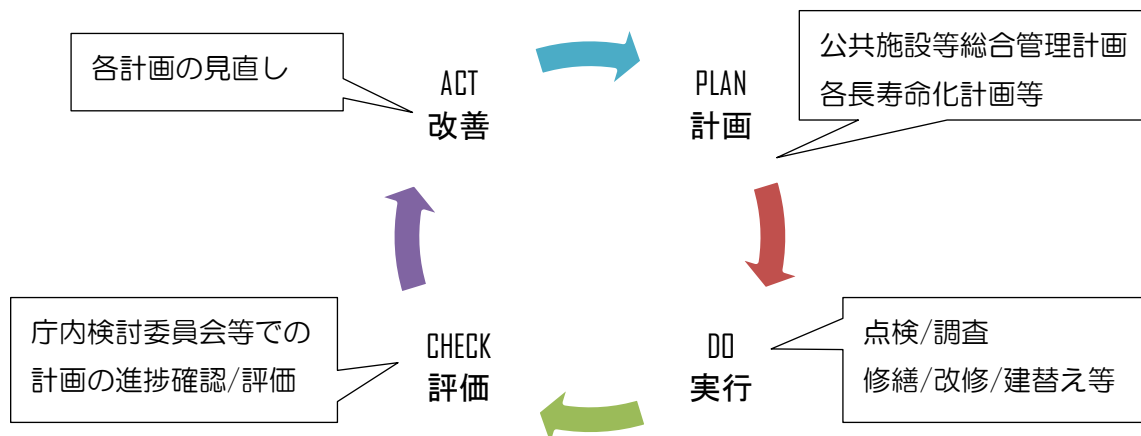 各計画の見直し
ACT
改善
PLAN
計画
公共施設等総合管理計画
各長寿命化計画等
庁内検討委員会等での
計画の進捗確認/評価
CHECK
評価
DO
実行
点検/調査
修繕/改修/建替え等